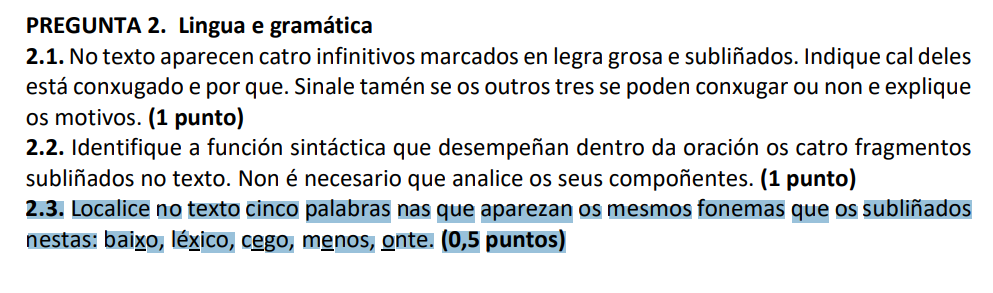 PREGUNTA 2. Lingua e gramática
2.1. No texto aparecen catro infinitivos marcados en legra grosa e subliñados. Indique cal deles
está conxugado e por que. Sinale tamén se os outros tres se poden conxugar ou non e explique
os motivos. (1 punto)
2.2. Identifique a función sintáctica que desempeñan dentro da oración os catro fragmentos
subliñados no texto. Non é necesario que analice os seus compoñentes. (1 punto)
2.3. Localice no texto cinco palabras nas que aparezan os mesmos fonemas que os subliñados
nestas: baixo, léxico, cego, menos, onte. (0,5 puntos)